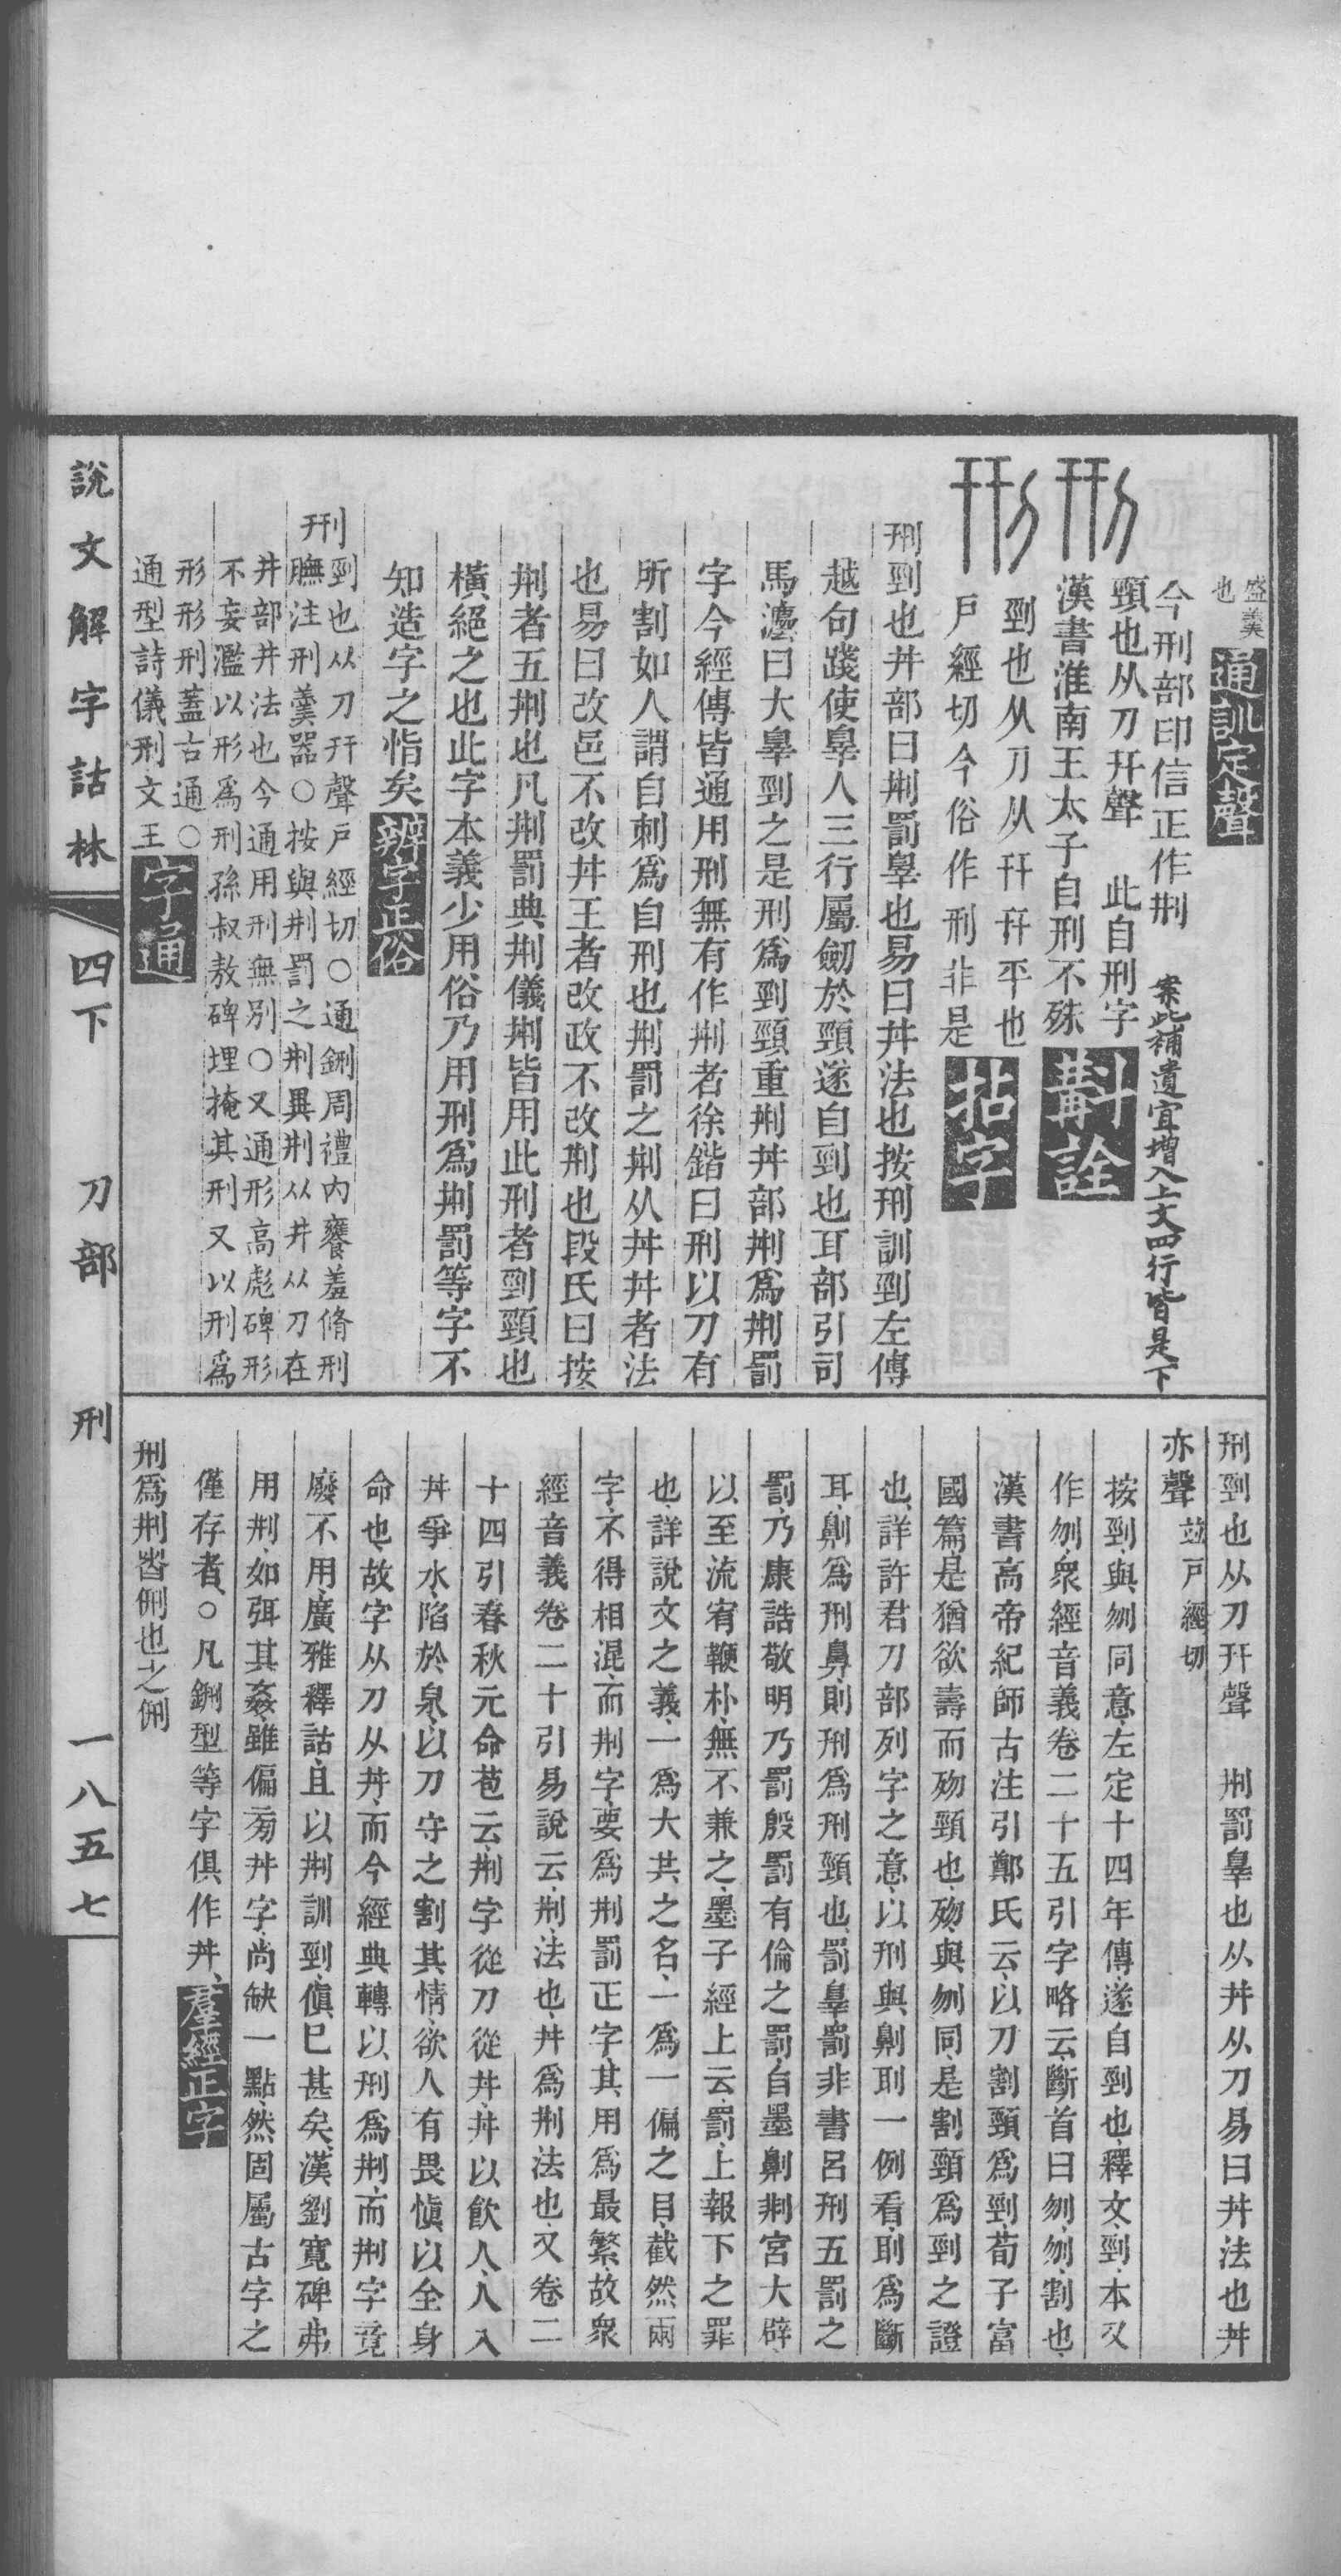 盛羹
也
通訓定聲
今刑部印信正作㓝
案此補遺宜增入上文四行皆是下
頸也从刀幵聲　此自刑字
漢書淮南王太子自刑不殊
斠詮
剄也从刀从幵幵平也
戶經切今俗作刑非是
拈字
刑剄也丼部曰㓝罰辠也易曰丼法也按刑訓剄左傳
越句踐使辠人三行屬劒於頸遂自剄也耳部引司
馬灋曰大辠剄之是刑爲剄頸重㓝丼部㓝爲㓝罰
字今經傳皆通用刑無有作㓝者徐鍇曰刑以刀有
所割如人謂自刺爲自刑也㓝罰之㓝从丼丼者法
也易曰改邑不改丼王者改政不改㓝也段氏曰按
㓝者五㓝也凡㓝罰典㓝儀㓝皆用此刑者剄頸也
橫絕之也此字本義少用俗乃用刑爲㓝罰等字不
知造字之恉矣
辨字正俗
刑
剄也从刀幵聲戶經切○通鉶周禮內饔羞脩刑
膴注刑羹器○按與㓝罰之㓝異㓝从井从刀在
井部井法也今通用刑無別○又通形高彪碑形
不妄濫以形爲刑孫叔敖碑埋掩其刑又以刑爲
形形刑蓋古通○
通型詩儀刑文王
字通
刑剄也从刀幵聲　㓝罰辠也从丼从刀易曰丼法也丼
亦聲並戶經切
按剄與刎同意左定十四年傳遂自剄也釋文剄本又
作刎衆經音義卷二十五引字略云斷首曰刎刎割也
漢書高帝紀師古注引鄭氏云以刀割頸爲剄荀子富
國篇是猶欲壽而歾頸也歾與刎同是割頸爲剄之證
也詳許君刀部列字之意以刑與劓刵一例看刵爲斷
耳劓爲刑鼻則刑爲刑頸也罰辠罰非書呂刑五罰之
罰乃康誥敬明乃罰殷罰有倫之罰自墨劓剕宮大辟
以至流宥鞭朴無不兼之墨子經上云罰上報下之罪
也詳說文之義一爲大共之名一爲一偏之目截然兩
字不得相混而㓝字要爲㓝罰正字其用爲最繁故衆
經音義卷二十引易說云㓝法也丼爲㓝法也又卷二
十四引春秋元命苞云㓝字從刀從丼丼以飮人人入
丼爭水陷於泉以刀守之割其情欲人有畏愼以全身
命也故字从刀从丼而今經典轉以刑爲㓝而㓝字竟
廢不用廣雅釋詁且以㓝訓剄傎已甚矣漢劉寬碑弗
用㓝如弭其姦雖偏㫄丼字尚缺一點然固屬古字之
僅存者○凡鉶型等字俱作丼
羣經正字
刑爲㓝皆侀也之侀
說文解字詁林　四下　刀部　刑　一八五七